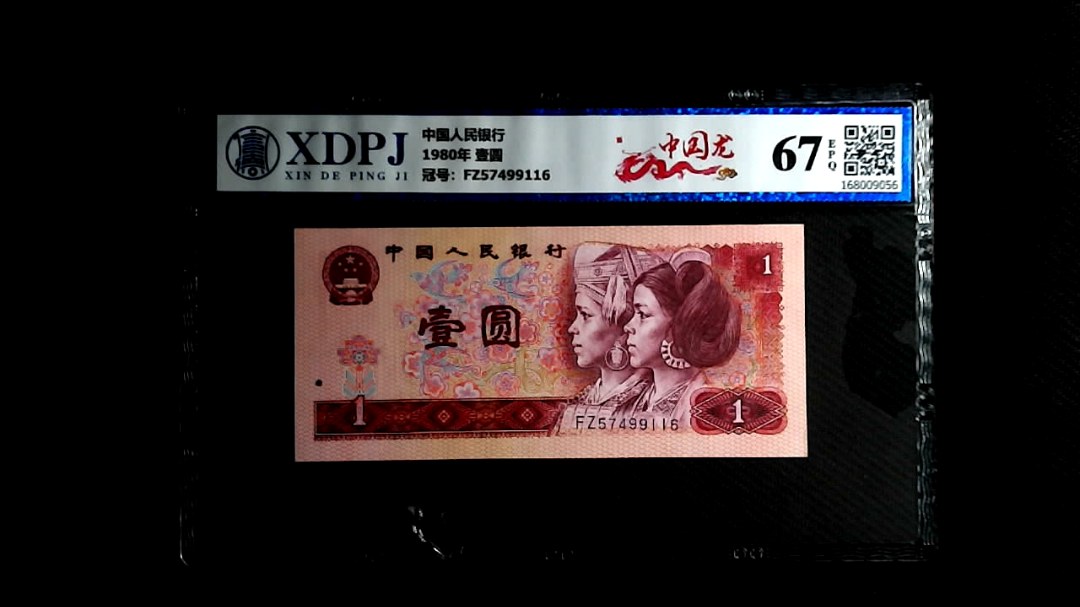 XDPJ
XIN DE PING JI
中国人民银行
1980年 壹圆
冠号: FZ57499116
中国龙
67
EPQ
168009056
中国人民银行
1
壹圆
1
FZ57499116
1